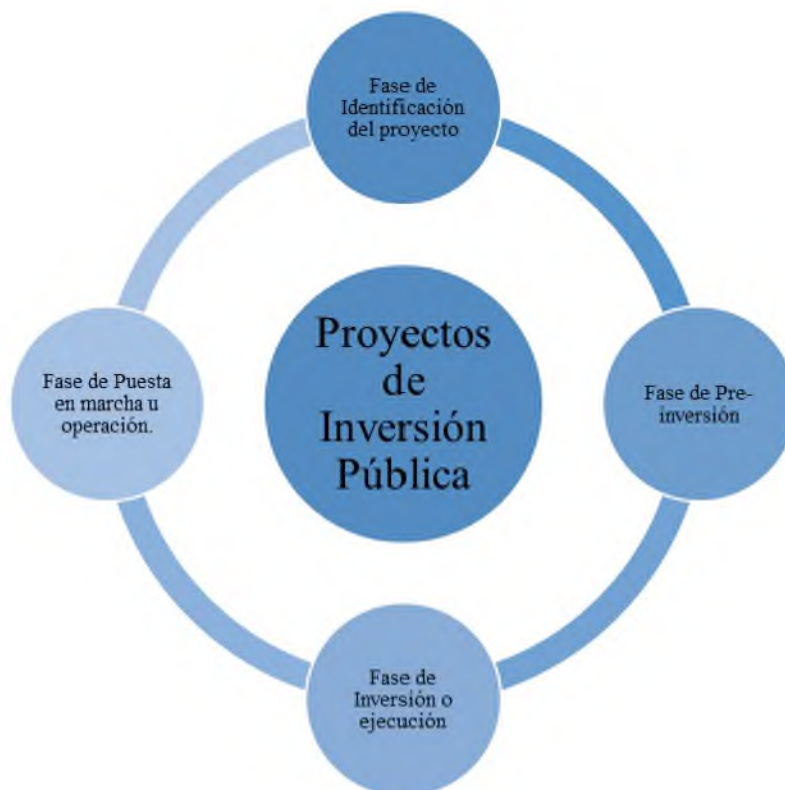 Fase de
Identificación
del proyecto
Proyectos
de
Inversión
Pública
Fase de Puesta
en marcha u
operación.
Fase de Pre-
inversión
Fase de
Inversión o
ejecución